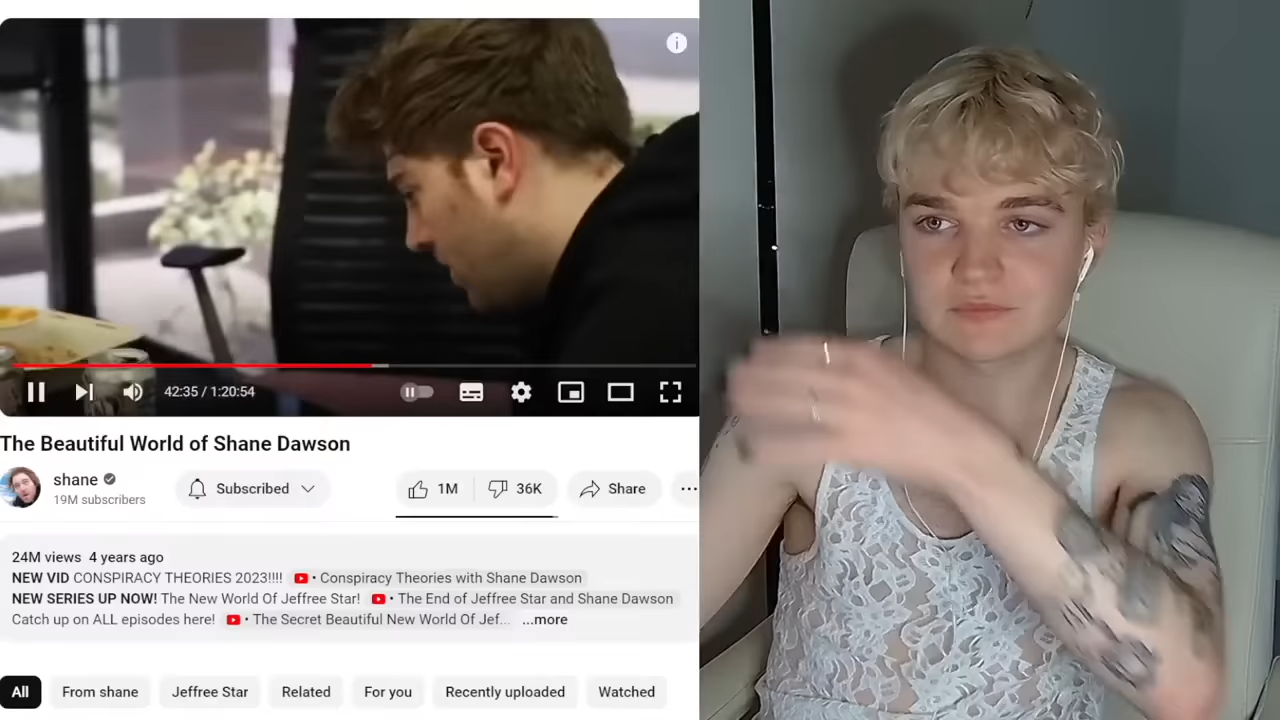 42:35 / 1:20:54
The Beautiful World of Shane Dawson
shane
19M subscribers
Subscribed
1M
36K
Share
24M views 4 years ago
NEW VID CONSPIRACY THEORIES 2023!!!! • Conspiracy Theories with Shane Dawson
NEW SERIES UP NOW! The New World Of Jeffree Star! • The End of Jeffree Star and Shane Dawson
Catch up on ALL episodes here! • The Secret Beautiful New World Of Jef... ...more
All
From shane
Jeffree Star
Related
For you
Recently uploaded
Watched